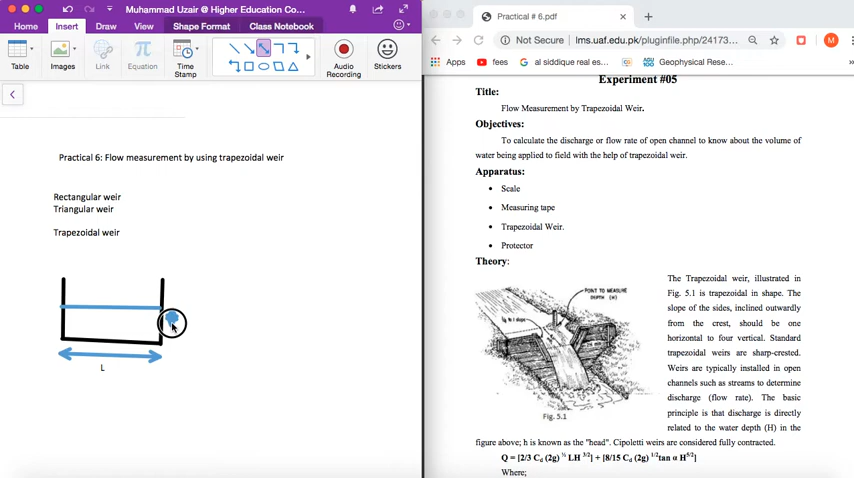 Muhammad Uzair @ Higher Education Co...
Home Insert Draw View Shape Format Class Notebook
Table Images Link Equation Time Stamp Audio Recording Stickers
Practical 6: Flow measurement by using trapezoidal weir
Rectangular weir
Triangular weir
Trapezoidal weir
L
Practical # 6.pdf
Not Secure | lms.uaf.edu.pk/pluginfile.php/24173...
M
Apps fees al siddique real es... Geophysical Rese...
Experiment #05
Title:
Flow Measurement by Trapezoidal Weir.
Objectives:
To calculate the discharge or flow rate of open channel to know about the volume of
water being applied to field with the help of trapezoidal weir.
Apparatus:
• Scale
• Measuring tape
• Trapezoidal Weir.
• Protector
Theory:
POINT TO MEASURE
DEPTH (H)
Fig. 5.1
The Trapezoidal weir, illustrated in
Fig. 5.1 is trapezoidal in shape. The
slope of the sides, inclined outwardly
from the crest, should be one
horizontal to four vertical. Standard
trapezoidal weirs are sharp-crested.
Weirs are typically installed in open
channels such as streams to determine
discharge (flow rate). The basic
principle is that discharge is directly
related to the water depth (H) in the
figure above; h is known as the "head". Cipoletti weirs are considered fully contracted.
Q = [2/3 Cd (2g) ½ LH 3/2] + [8/15 Cd (2g) 1/2tan α H5/2]
Where;